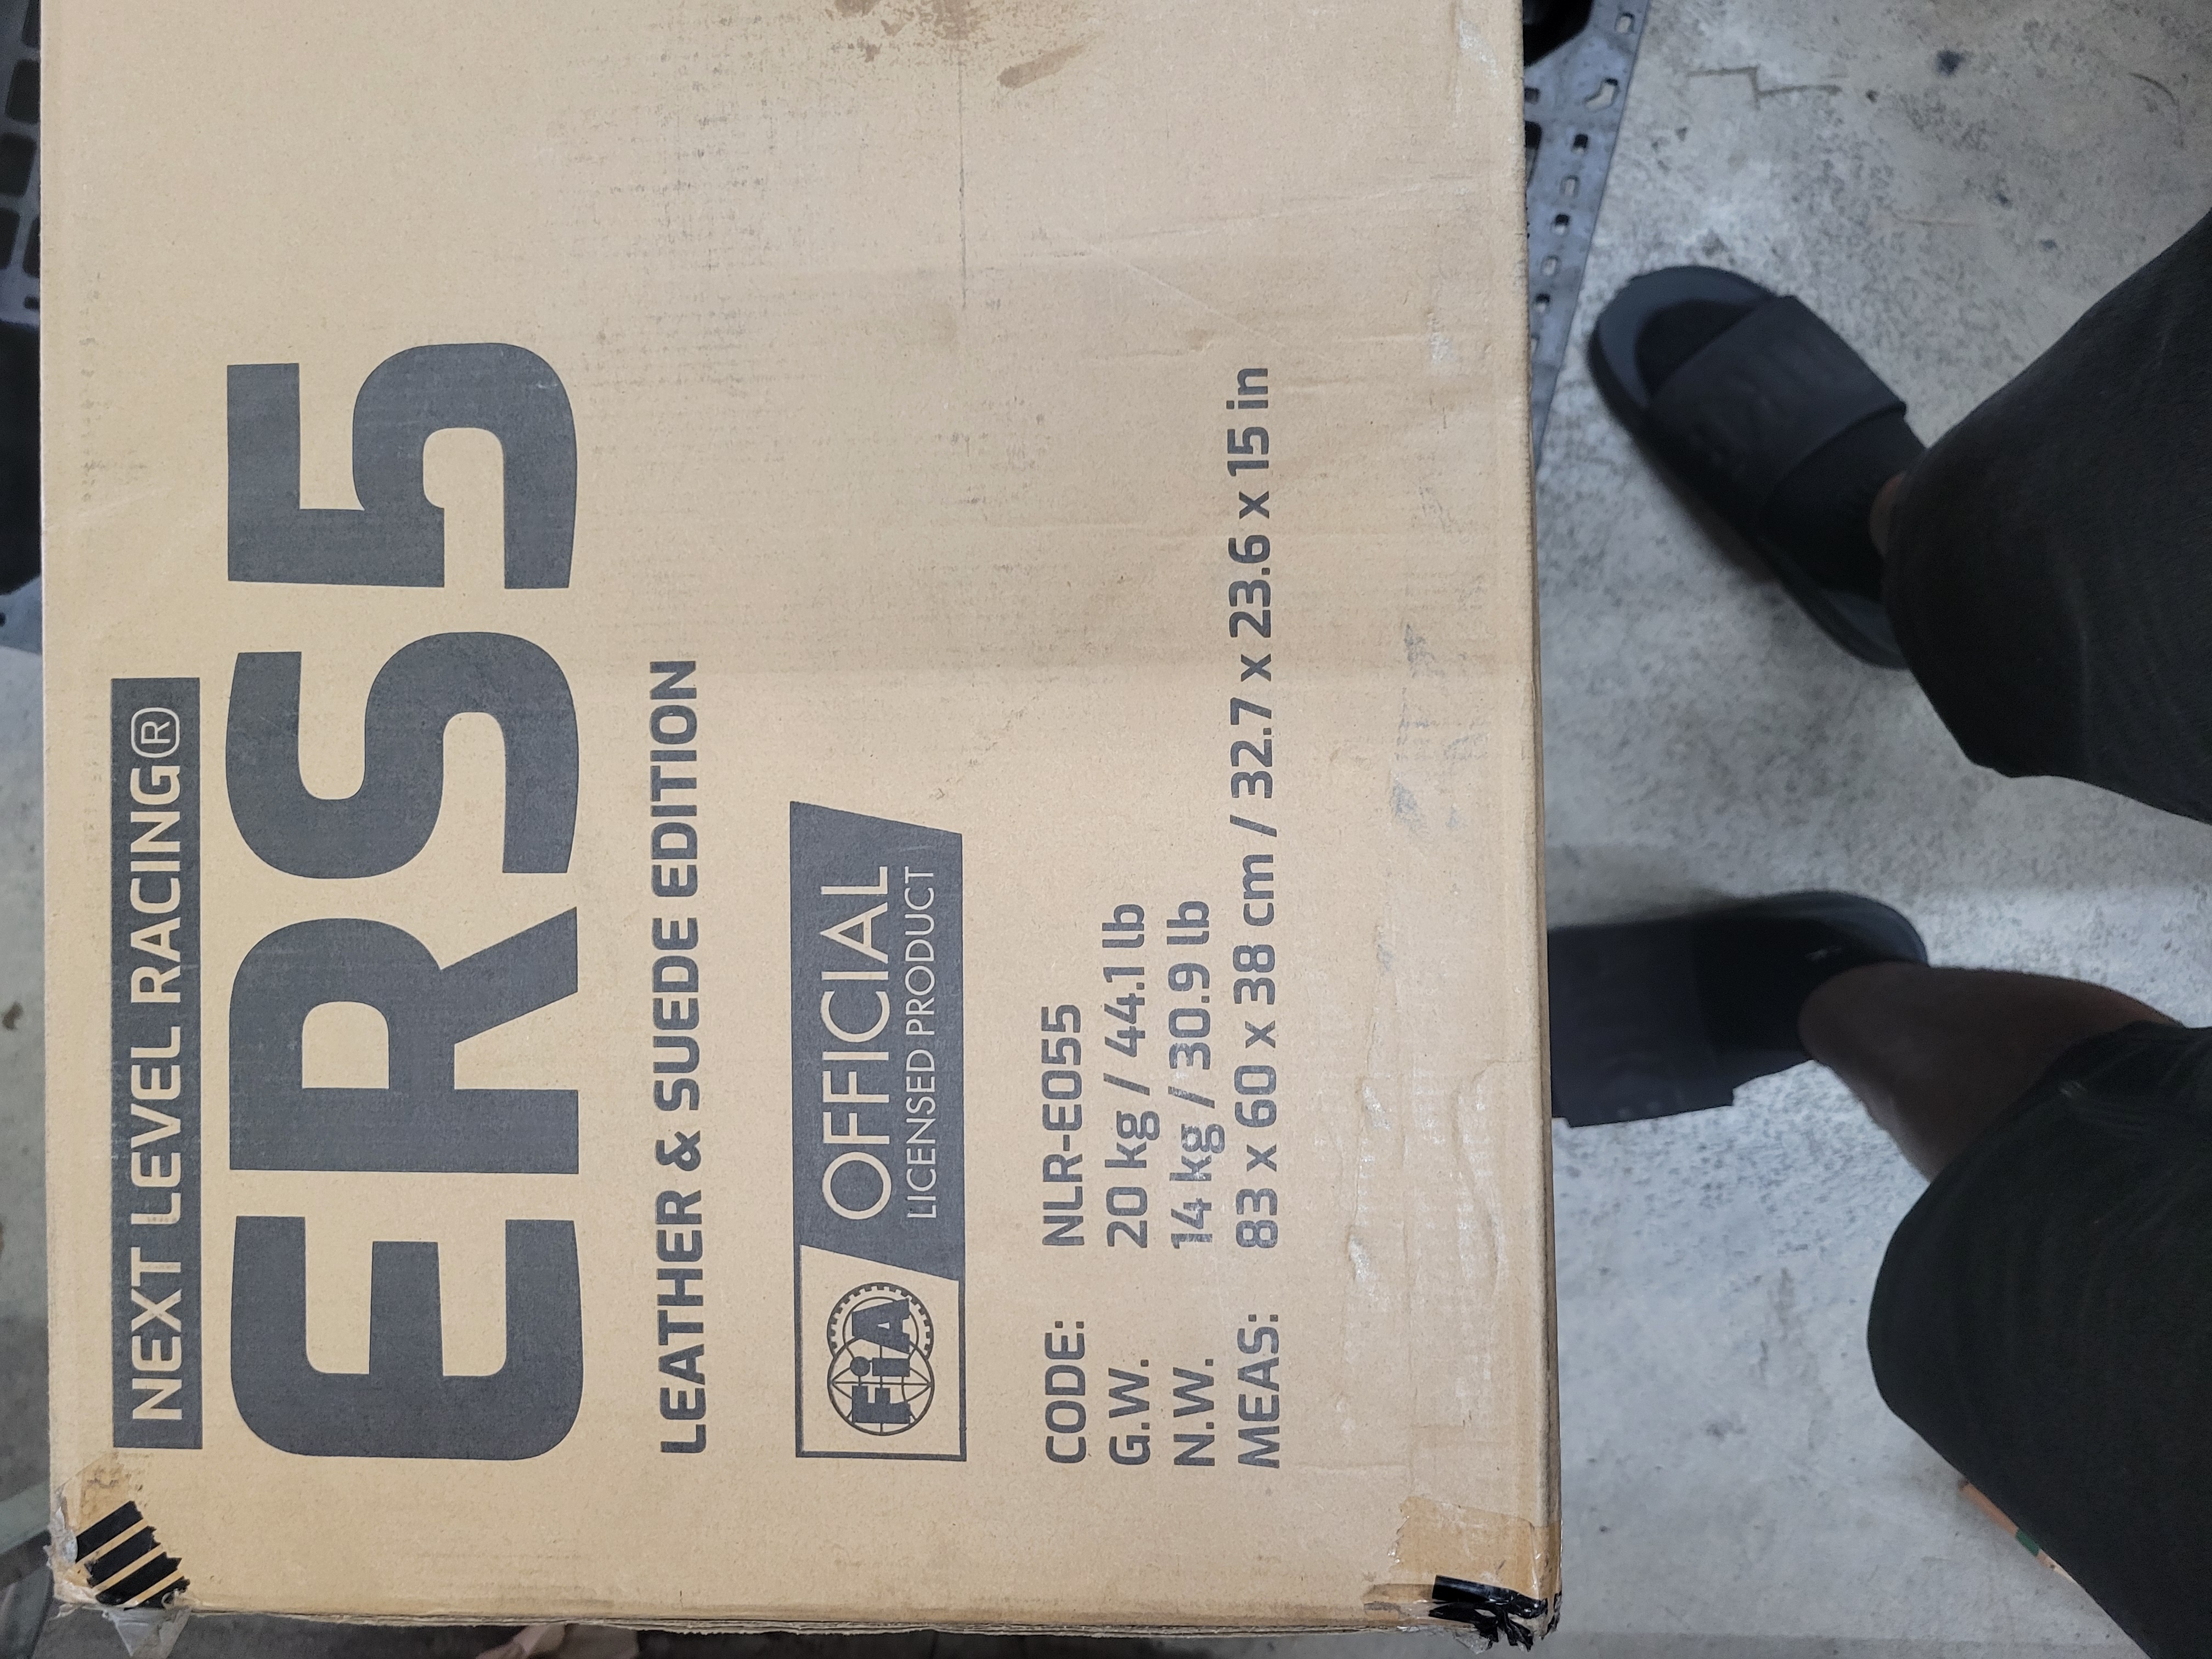 NEXT LEVEL RACING®
ERS5
LEATHER & SUEDE EDITION
FiA OFFICIAL
LICENSED PRODUCT
CODE: NLR-E055
G.W. 20 kg / 44.1 lb
N.W. 14 kg / 30.9 lb
MEAS: 83 x 60 x 38 cm / 32.7 x 23.6 x 15 in